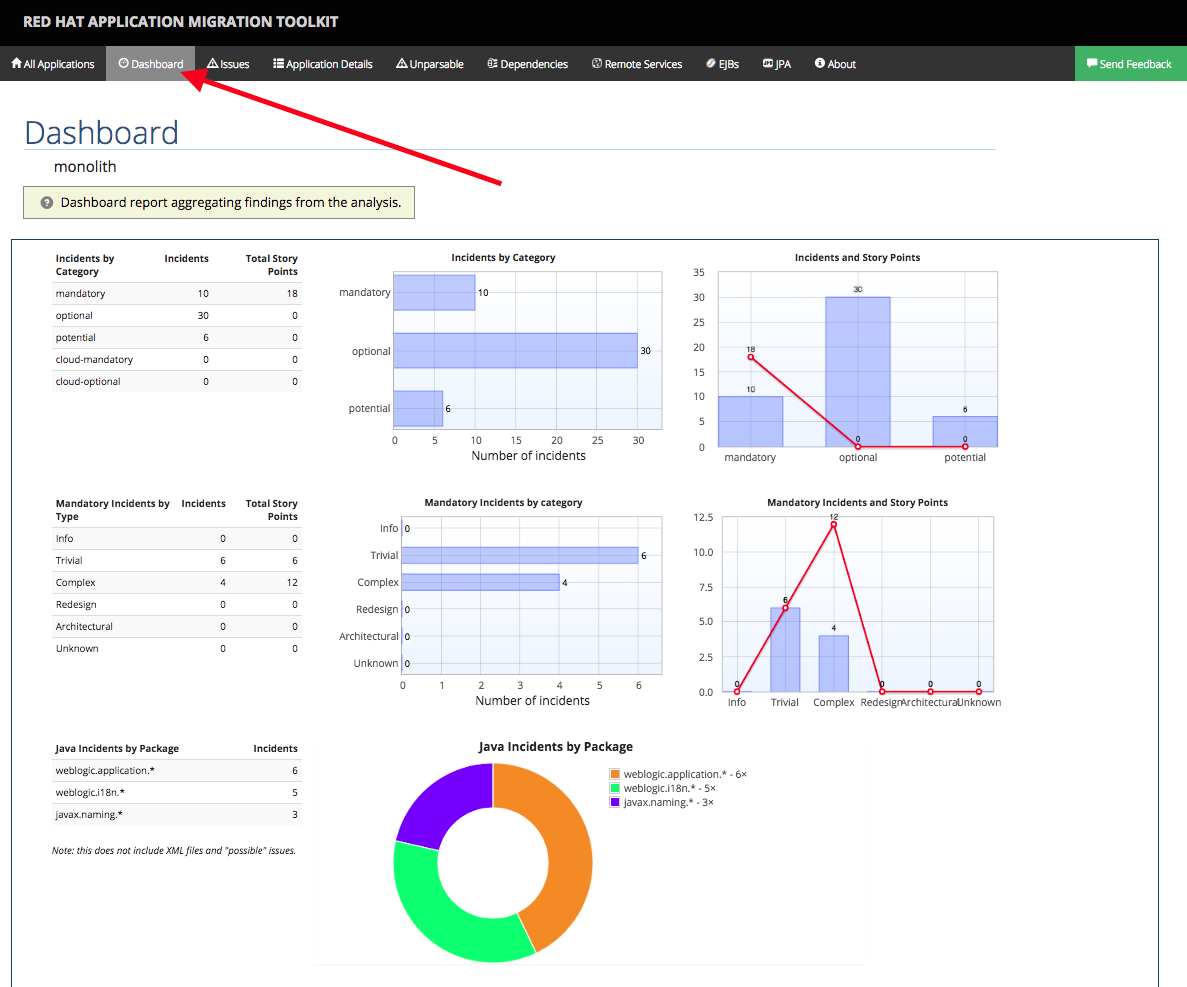 RED HAT APPLICATION MIGRATION TOOLKIT
All Applications Dashboard Issues Application Details Unparsable Dependencies Remote Services EJBs JPA About Send Feedback
Dashboard
monolith
Dashboard report aggregating findings from the analysis.
Incidents by Category Incidents Total Story Points
mandatory 10 18
optional 30 0
potential 6 0
cloud-mandatory 0 0
cloud-optional 0 0
Incidents by Category
mandatory 10
optional 30
potential 6
0 5 10 15 20 25 30
Number of incidents
Incidents and Story Points
35
30
25
20
15
10
5
0
30
18
10
6
0
0
mandatory optional potential
Mandatory Incidents by Type Incidents Total Story Points
Info 0 0
Trivial 6 6
Complex 4 12
Redesign 0 0
Architectural 0 0
Unknown 0 0
Mandatory Incidents by category
Info 0
Trivial 6
Complex 4
Redesign 0
Architectural 0
Unknown 0
0 1 2 3 4 5 6
Number of incidents
Mandatory Incidents and Story Points
12.5
10.0
7.5
5.0
2.5
0.0
12
6
4
0 0 0 0
Info Trivial Complex Redesign Architectural Unknown
Java Incidents by Package Incidents
weblogic.application.* 6
weblogic.i18n.* 5
javax.naming.* 3
Note: this does not include XML files and "possible" issues.
Java Incidents by Package
weblogic.application.* - 6×
weblogic.i18n.* - 5×
javax.naming.* - 3×